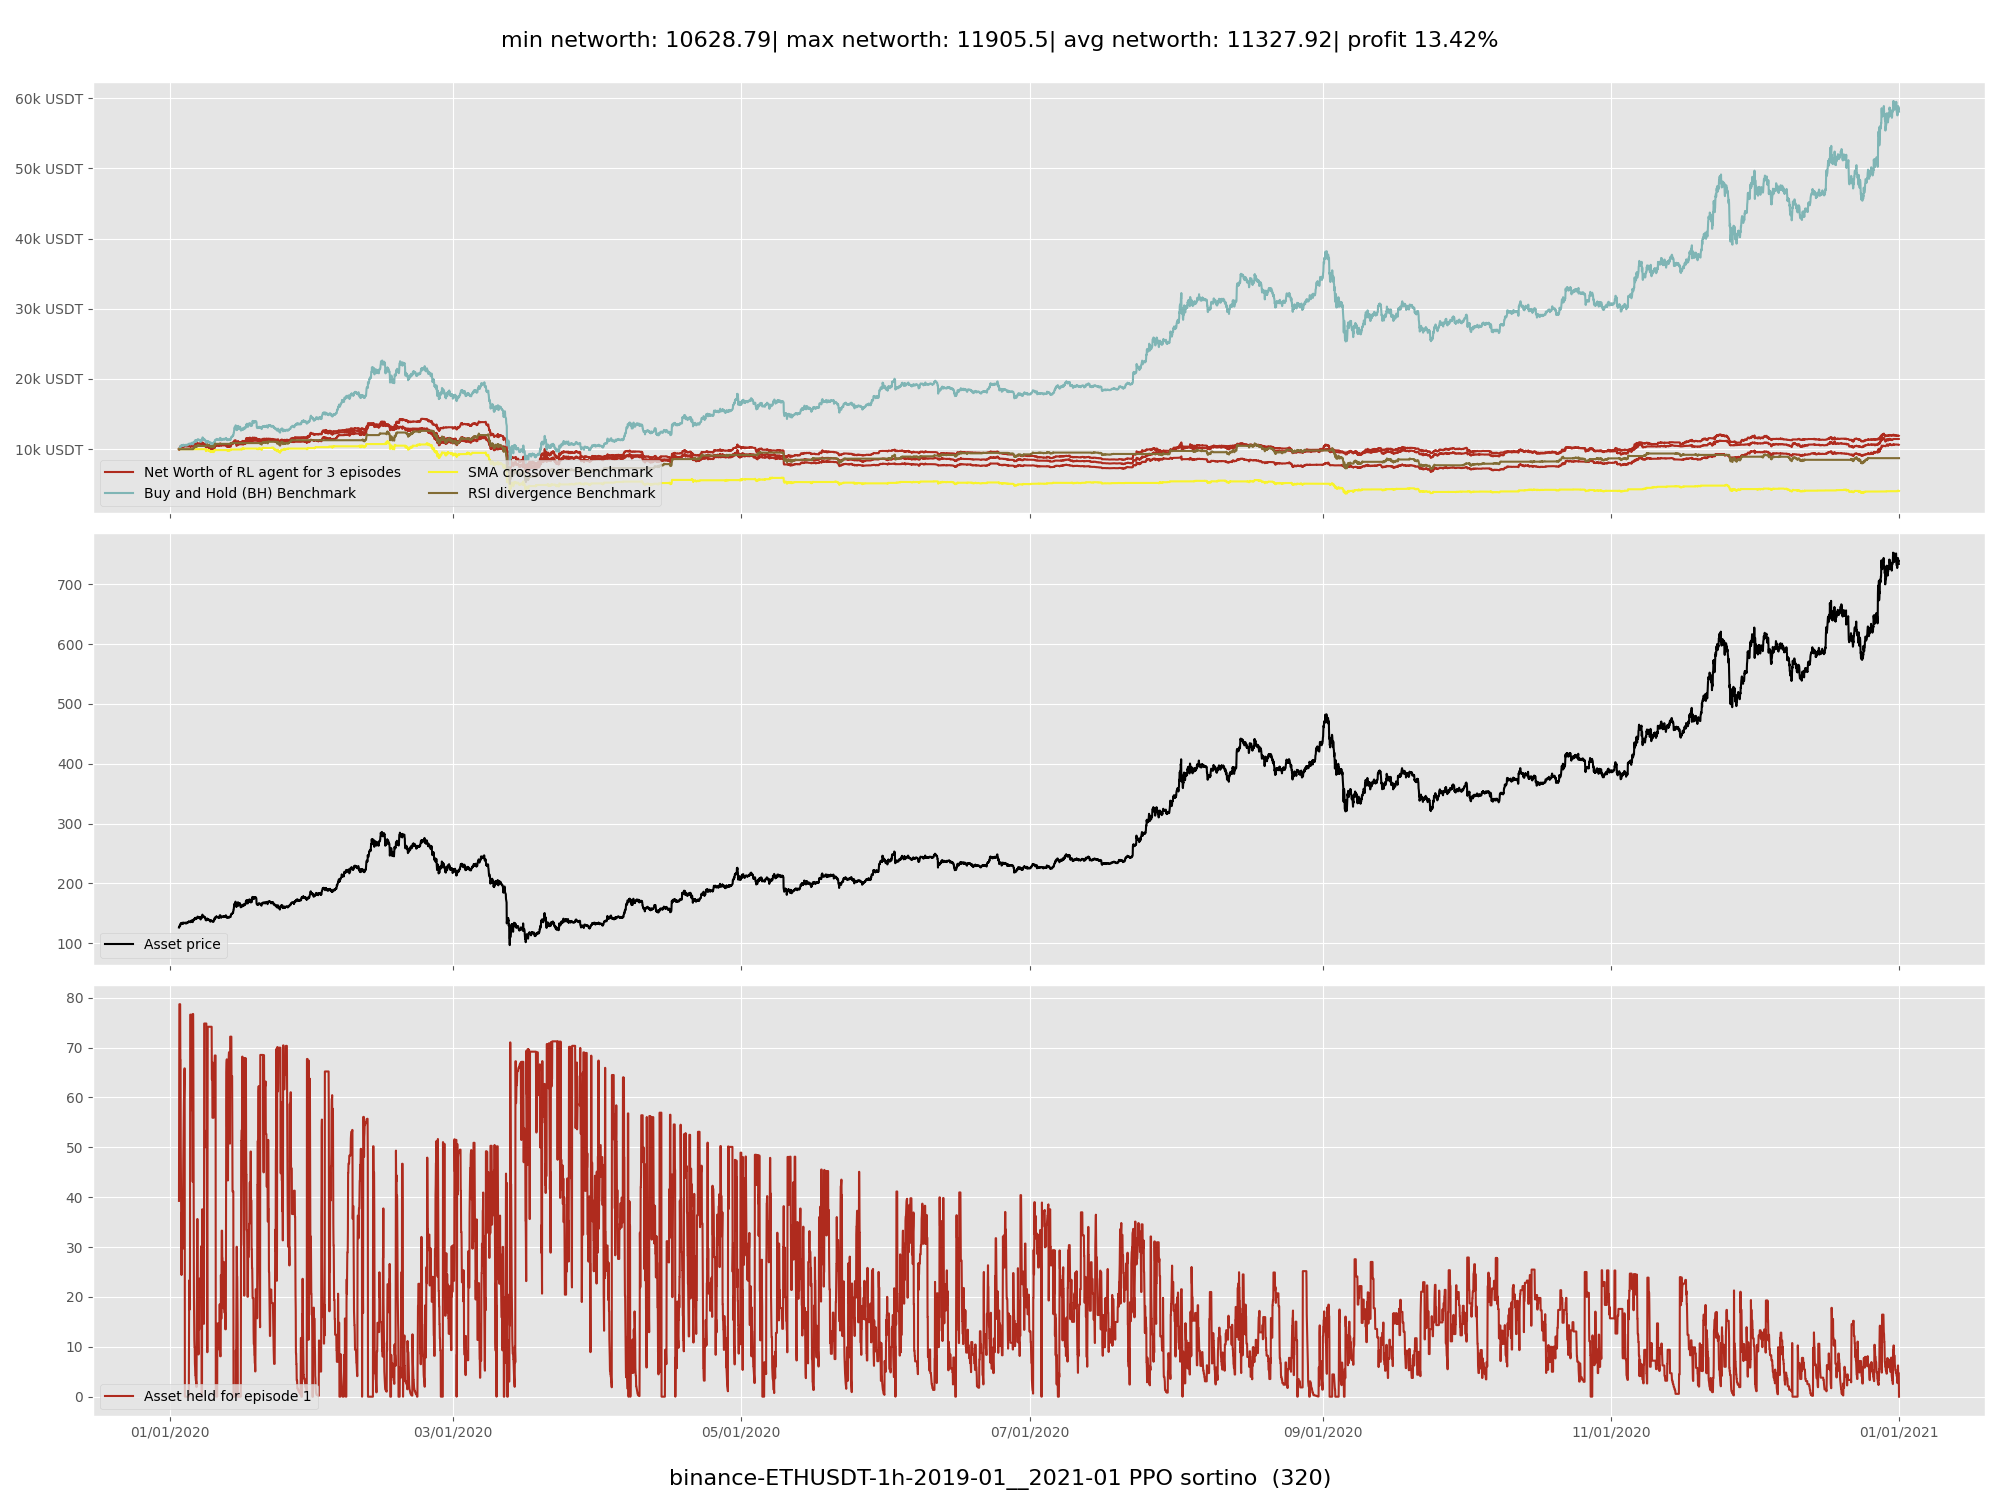 min networth: 10628.79| max networth: 11905.5| avg networth: 11327.92| profit 13.42%
60k USDT
50k USDT
40k USDT
30k USDT
20k USDT
10k USDT
Net Worth of RL agent for 3 episodes
Buy and Hold (BH) Benchmark
SMA crossover Benchmark
RSI divergence Benchmark
700
600
500
400
300
200
100
Asset price
80
70
60
50
40
30
20
10
0
Asset held for episode 1
01/01/2020 03/01/2020 05/01/2020 07/01/2020 09/01/2020 11/01/2020 01/01/2021
binance-ETHUSDT-1h-2019-01__2021-01 PPO sortino (320)